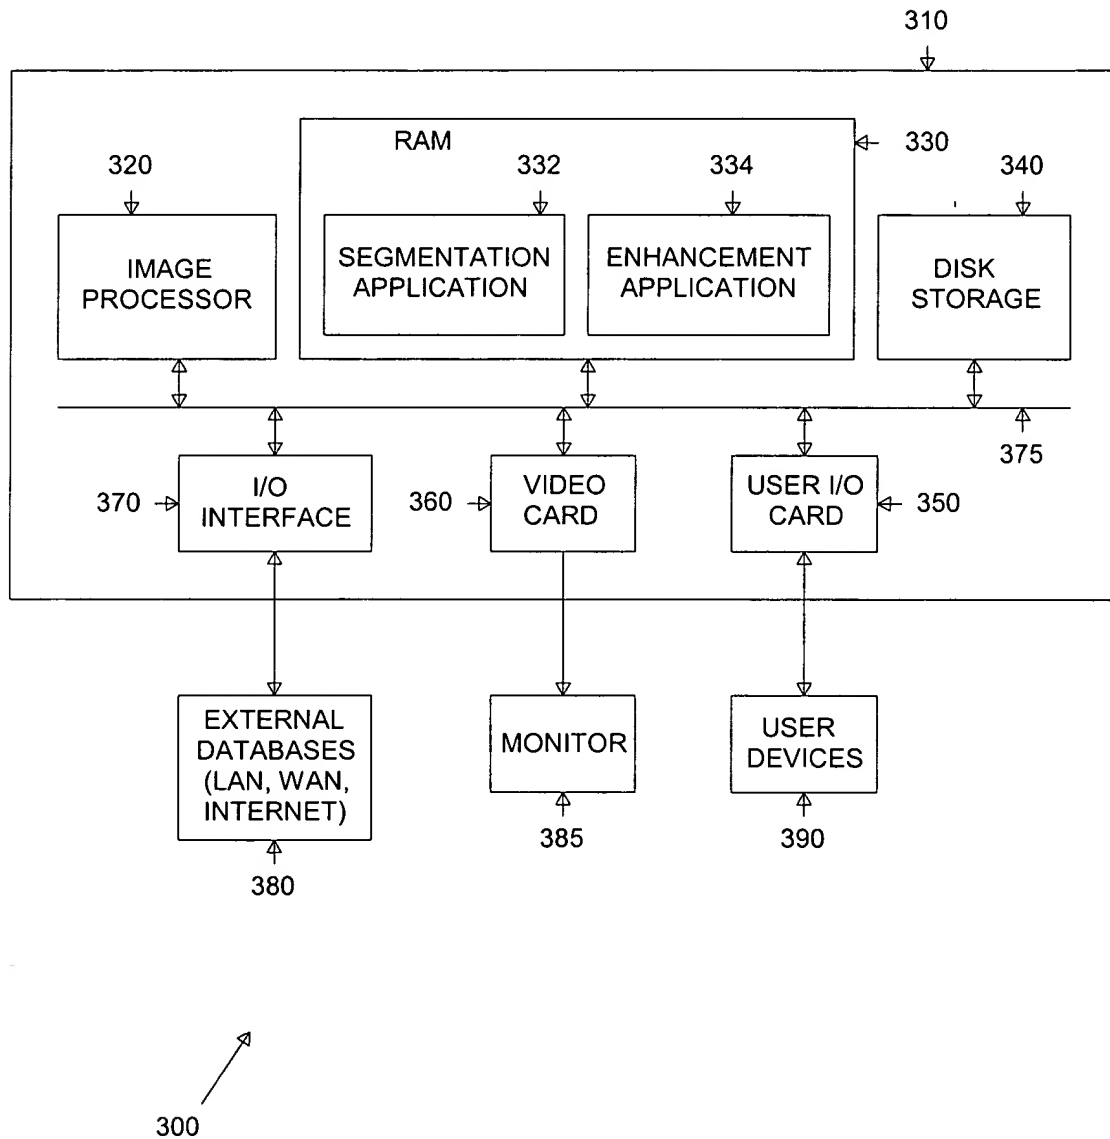 310
RAM
330
320
332
334
340
IMAGE
PROCESSOR
SEGMENTATION
APPLICATION
ENHANCEMENT
APPLICATION
DISK
STORAGE
375
370
I/O
INTERFACE
360
VIDEO
CARD
USER I/O
CARD
350
EXTERNAL
DATABASES
(LAN, WAN,
INTERNET)
MONITOR
USER
DEVICES
385
390
380
300